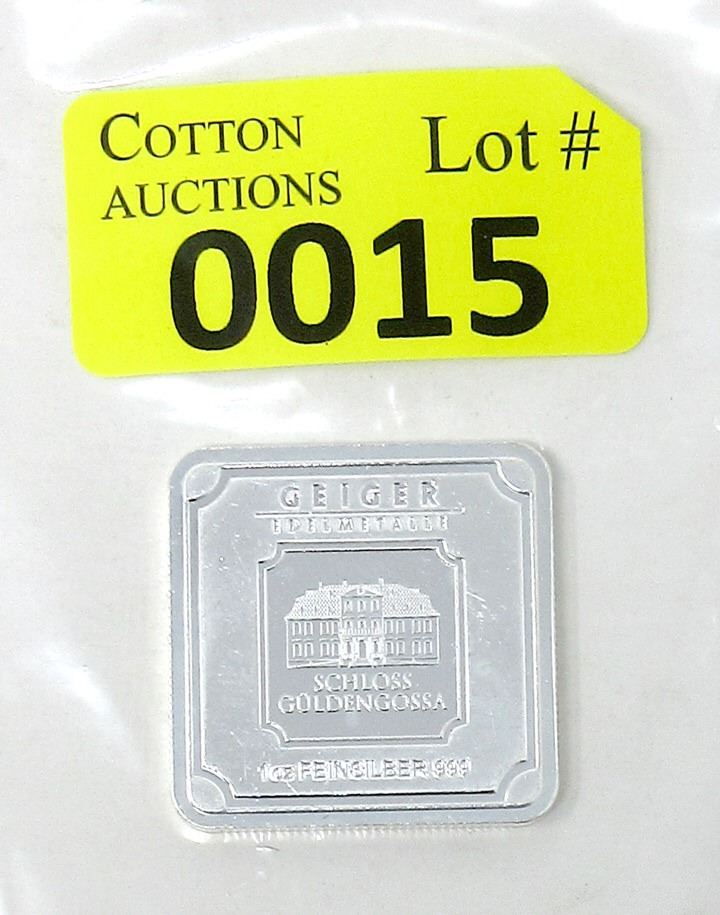 COTTON
AUCTIONS
Lot #
0015
GEIGER
EDELMETALLE
SCHLOSS
GÜLDENGOSSA
1oz FEINSILBER 999